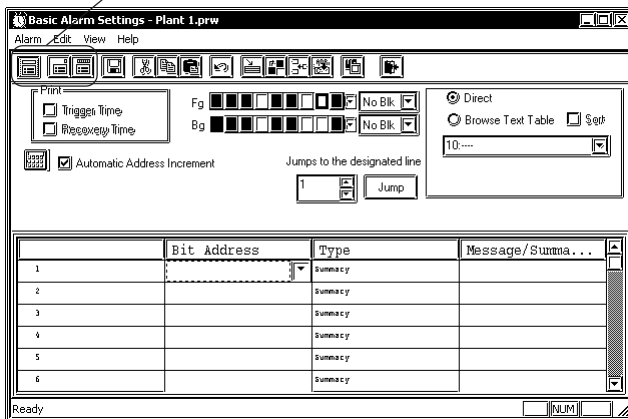 Basic Alarm Settings - Plant 1.prw
Alarm Edit View Help
Print
Trigger Time
Recovery Time
Fg No Blk
Bg No Blk
Direct
Browse Text Table Sort
10:----
Automatic Address Increment
Jumps to the designated line
1 Jump
Bit Address Type Message/Summa...
1 Summary
2 Summary
3 Summary
4 Summary
5 Summary
6 Summary
Ready NUM